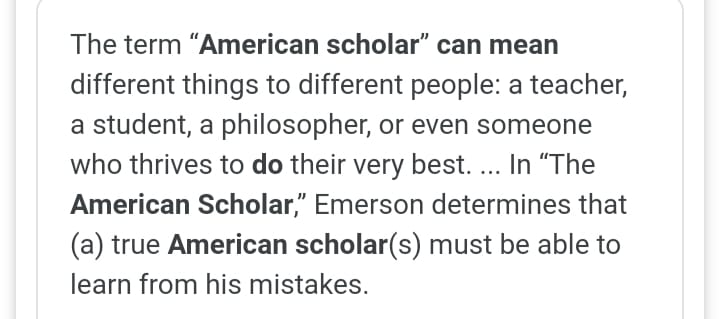 The term “American scholar” can mean
different things to different people: a teacher,
a student, a philosopher, or even someone
who thrives to do their very best. ... In “The
American Scholar,” Emerson determines that
(a) true American scholar(s) must be able to
learn from his mistakes.